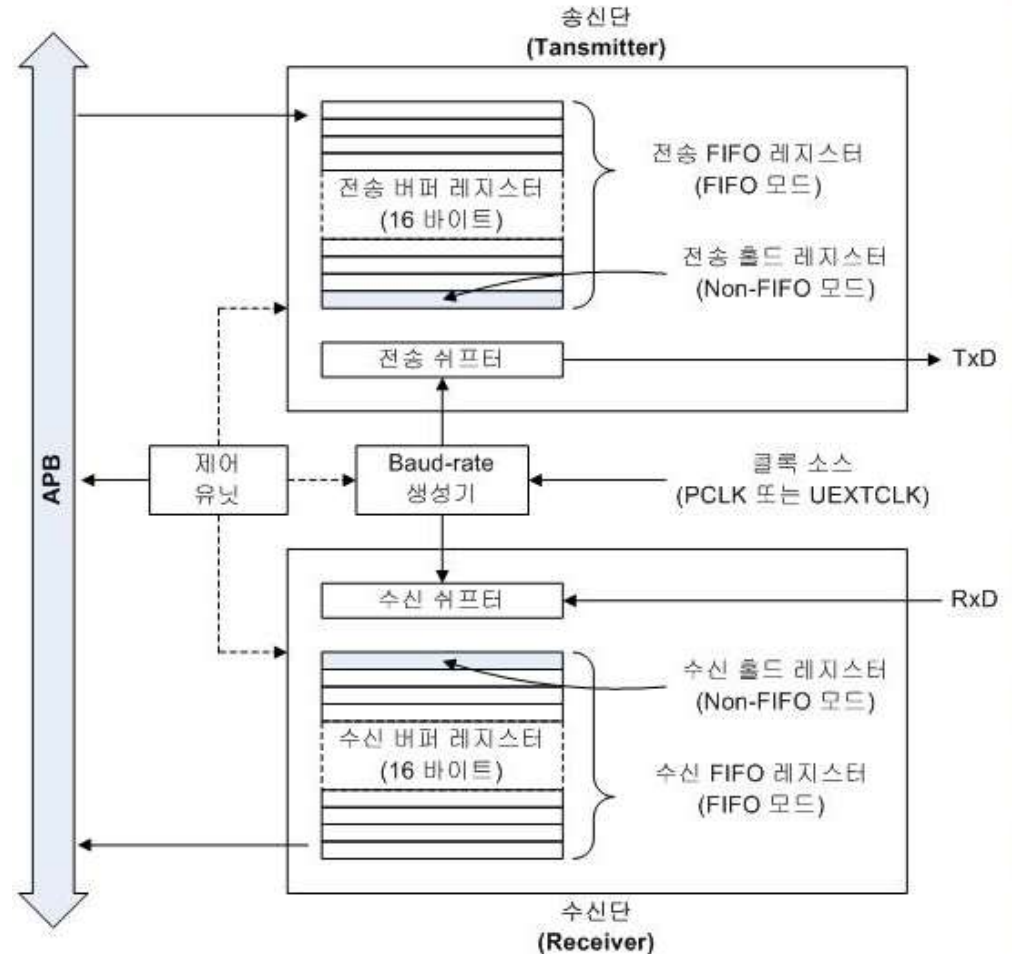 송신단
(Tansmitter)
전송 FIFO 레지스터
(FIFO 모드)
전송 버퍼 레지스터
(16 바이트)
전송 홀드 레지스터
(Non-FIFO 모드)
전송 쉬프터
TxD
APB
제어
유닛
Baud-rate
생성기
클록 소스
(PCLK 또는 UEXTCLK)
수신 쉬프터
RxD
수신 홀드 레지스터
(Non-FIFO 모드)
수신 버퍼 레지스터
(16 바이트)
수신 FIFO 레지스터
(FIFO 모드)
수신단
(Receiver)